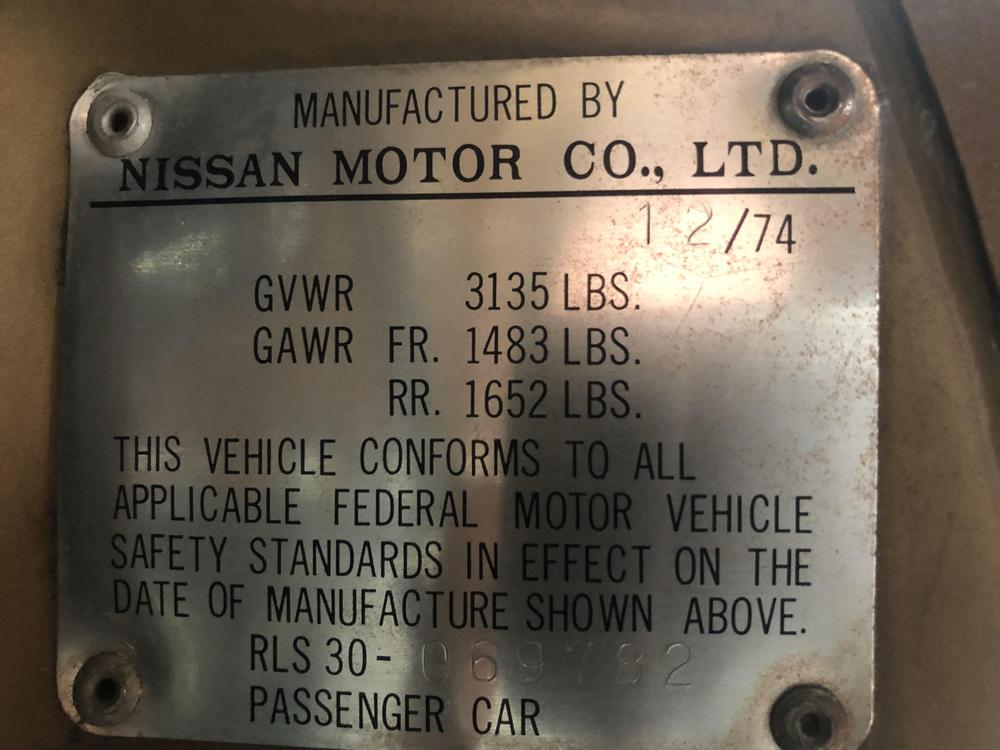 MANUFACTURED BY
NISSAN MOTOR CO., LTD.
12/74
GVWR 3135 LBS.
GAWR FR. 1483 LBS.
RR. 1652 LBS.
THIS VEHICLE CONFORMS TO ALL
APPLICABLE FEDERAL MOTOR VEHICLE
SAFETY STANDARDS IN EFFECT ON THE
DATE OF MANUFACTURE SHOWN ABOVE.
RLS 30- 069782
PASSENGER CAR